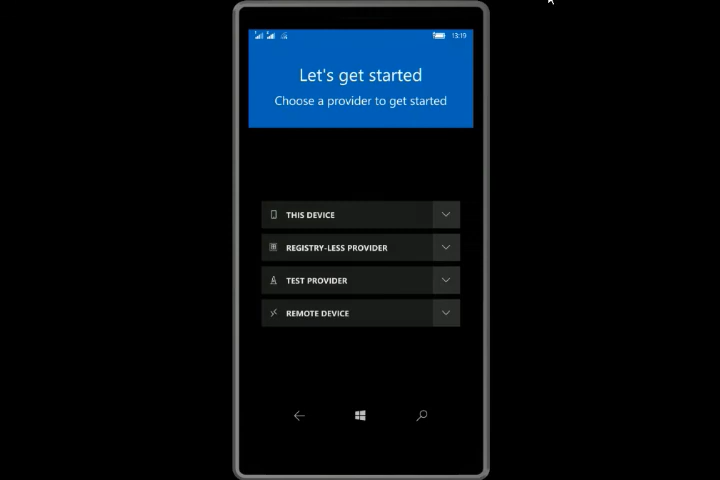 13:19
Let's get started
Choose a provider to get started
THIS DEVICE
REGISTRY-LESS PROVIDER
TEST PROVIDER
REMOTE DEVICE